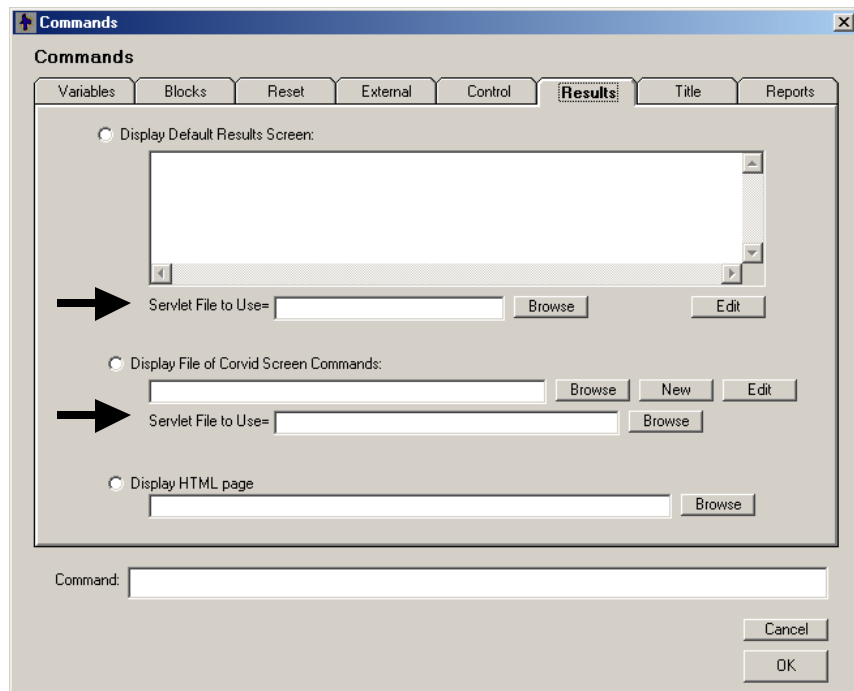 Commands
Commands
Variables Blocks Reset External Control Results Title Reports
Display Default Results Screen:
Servlet File to Use= Browse Edit
Display File of Corvid Screen Commands:
Browse New Edit
Servlet File to Use= Browse
Display HTML page
Browse
Command:
Cancel
OK